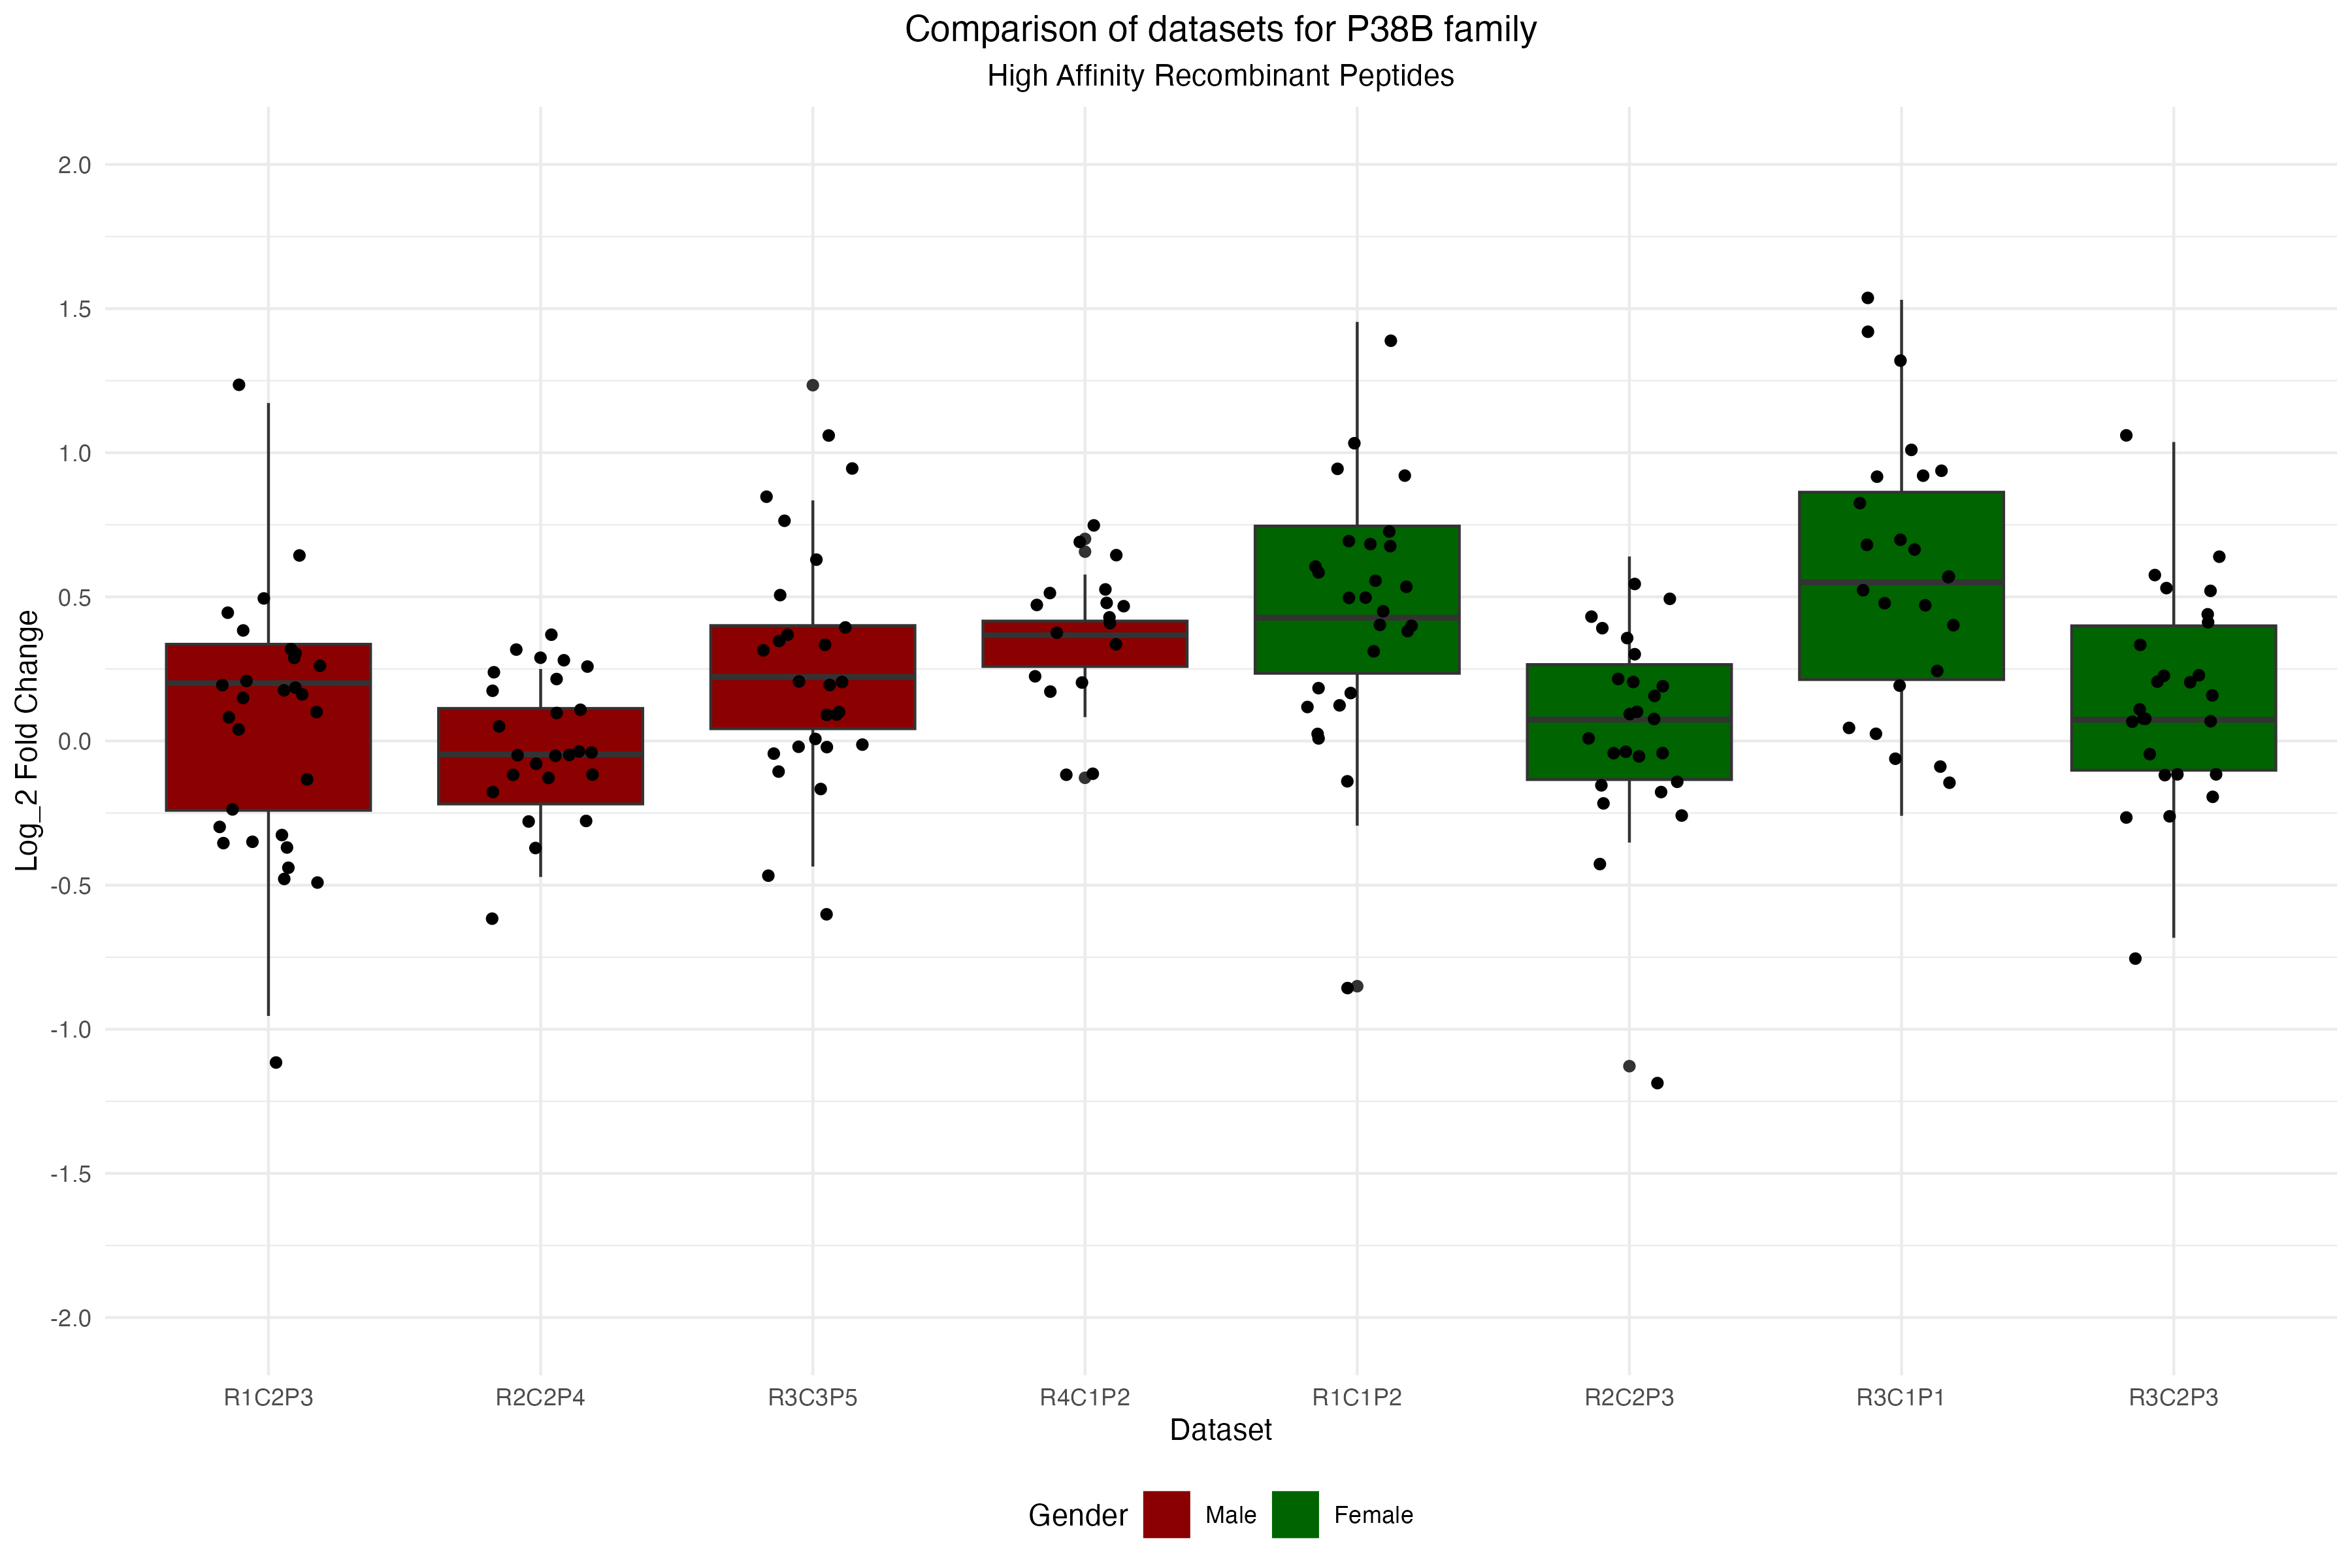 Comparison of datasets for P38B family
High Affinity Recombinant Peptides
Log_2 Fold Change
2.0
1.5
1.0
0.5
0.0
-0.5
-1.0
-1.5
-2.0
R1C2P3 R2C2P4 R3C3P5 R4C1P2 R1C1P2 R2C2P3 R3C1P1 R3C2P3
Dataset
Gender Male Female